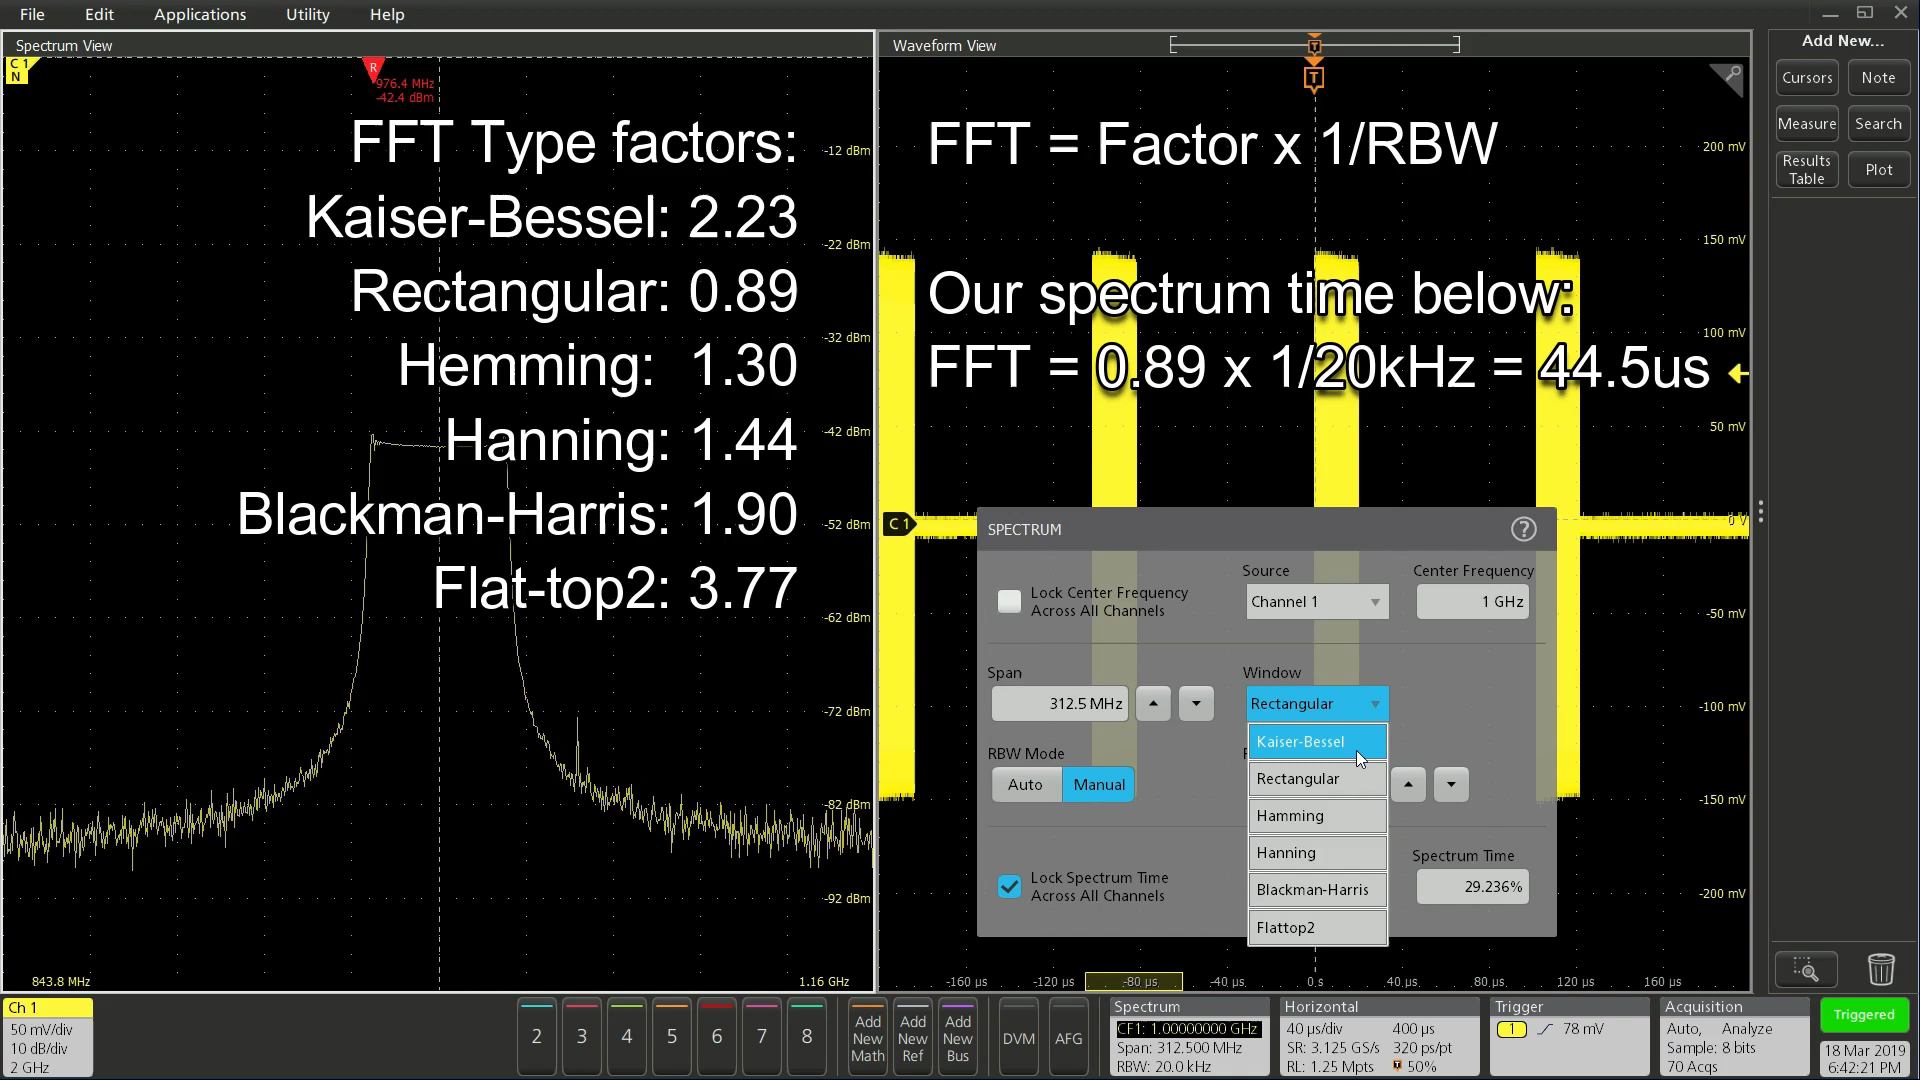 File Edit Applications Utility Help
Spectrum View
C 1
N
R
976.4 MHz
-42.4 dBm
FFT Type factors:
Kaiser-Bessel: 2.23
Rectangular: 0.89
Hemming: 1.30
Hanning: 1.44
Blackman-Harris: 1.90
Flat-top2: 3.77
-12 dBm
-22 dBm
-32 dBm
-42 dBm
-52 dBm
-62 dBm
-72 dBm
-82 dBm
-92 dBm
843.8 MHz
1.16 GHz
Waveform View
T
T
FFT = Factor x 1/RBW
Our spectrum time below:
FFT = 0.89 x 1/20kHz = 44.5us
200 mV
150 mV
100 mV
50 mV
0 V
-50 mV
-100 mV
-150 mV
-200 mV
C 1
SPECTRUM
?
Lock Center Frequency
Across All Channels
Source
Channel 1
Center Frequency
1 GHz
Span
312.5 MHz
Window
Rectangular
Kaiser-Bessel
Rectangular
Hamming
Hanning
Blackman-Harris
Flattop2
RBW Mode
Auto
Manual
Lock Spectrum Time
Across All Channels
Spectrum Time
29.236%
-160 µs -120 µs -80 µs -40 µs 0 s 40 µs 80 µs 120 µs 160 µs
Add New...
Cursors
Note
Measure
Search
Results
Table
Plot
Ch 1
50 mV/div
10 dB/div
2 GHz
2 3 4 5 6 7 8
Add
New
Math
Add
New
Ref
Add
New
Bus
DVM
AFG
Spectrum
CF1: 1.00000000 GHz
Span: 312.500 MHz
RBW: 20.0 kHz
Horizontal
40 µs/div 400 µs
SR: 3.125 GS/s 320 ps/pt
RL: 1.25 Mpts T 50%
Trigger
1 78 mV
Acquisition
Auto, Analyze
Sample: 8 bits
70 Acqs
Triggered
18 Mar 2019
6:42:21 PM